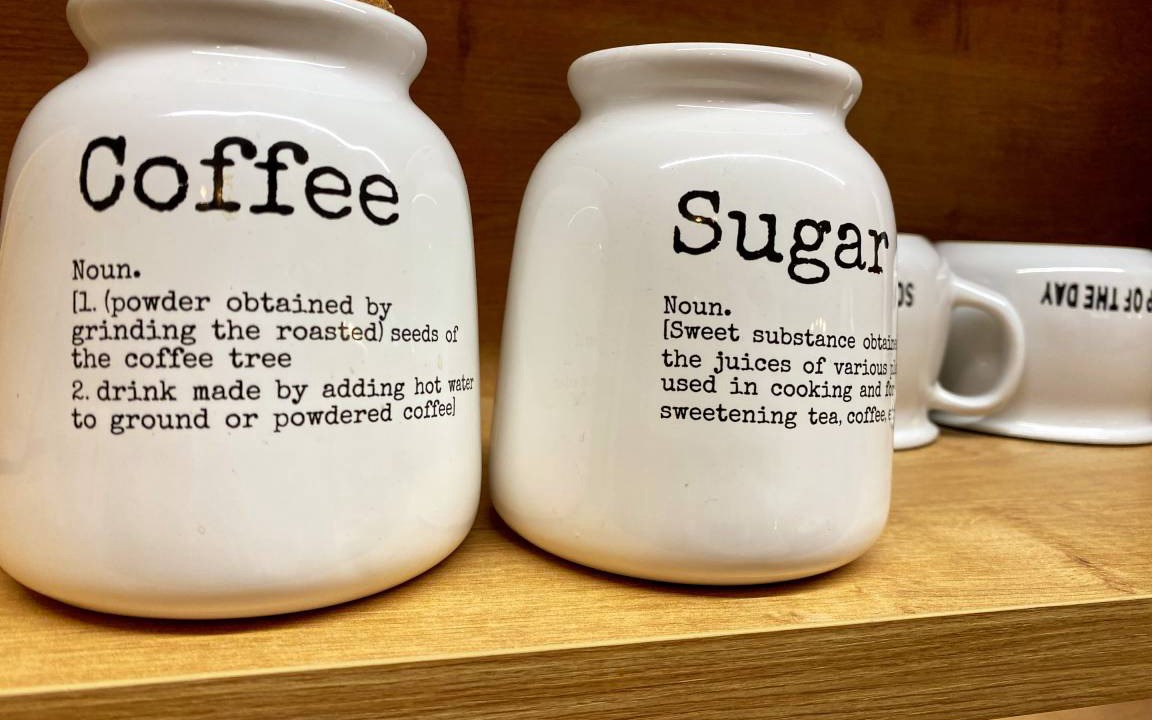 Coffee
Noun.
[1. (powder obtained by
grinding the roasted) seeds of
the coffee tree
2. drink made by adding hot water
to ground or powdered coffee]
Sugar
Noun.
[Sweet substance
the juices of various
used in cooking and
sweetening tea, coffee,
OF THE DAY